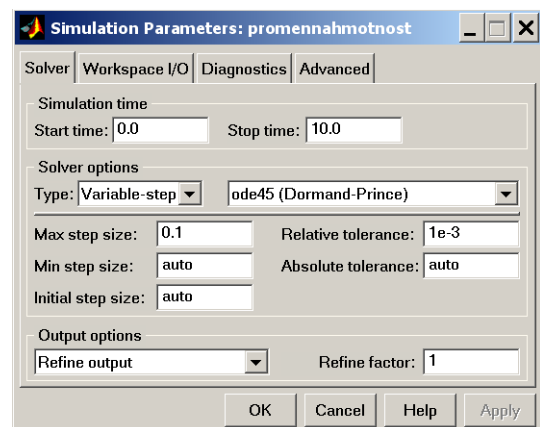 Simulation Parameters: promennahmotnost
Solver Workspace I/O Diagnostics Advanced
Simulation time
Start time: 0.0 Stop time: 10.0
Solver options
Type: Variable-step ode45 (Dormand-Prince)
Max step size: 0.1 Relative tolerance: 1e-3
Min step size: auto Absolute tolerance: auto
Initial step size: auto
Output options
Refine output Refine factor: 1
OK Cancel Help Apply